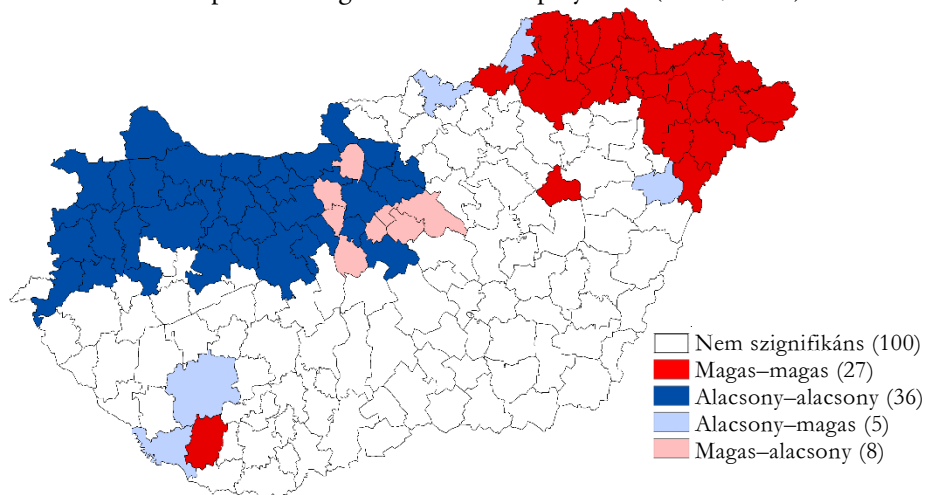 Nem szignifikáns (100)
Magas–magas (27)
Alacsony–alacsony (36)
Alacsony–magas (5)
Magas–alacsony (8)